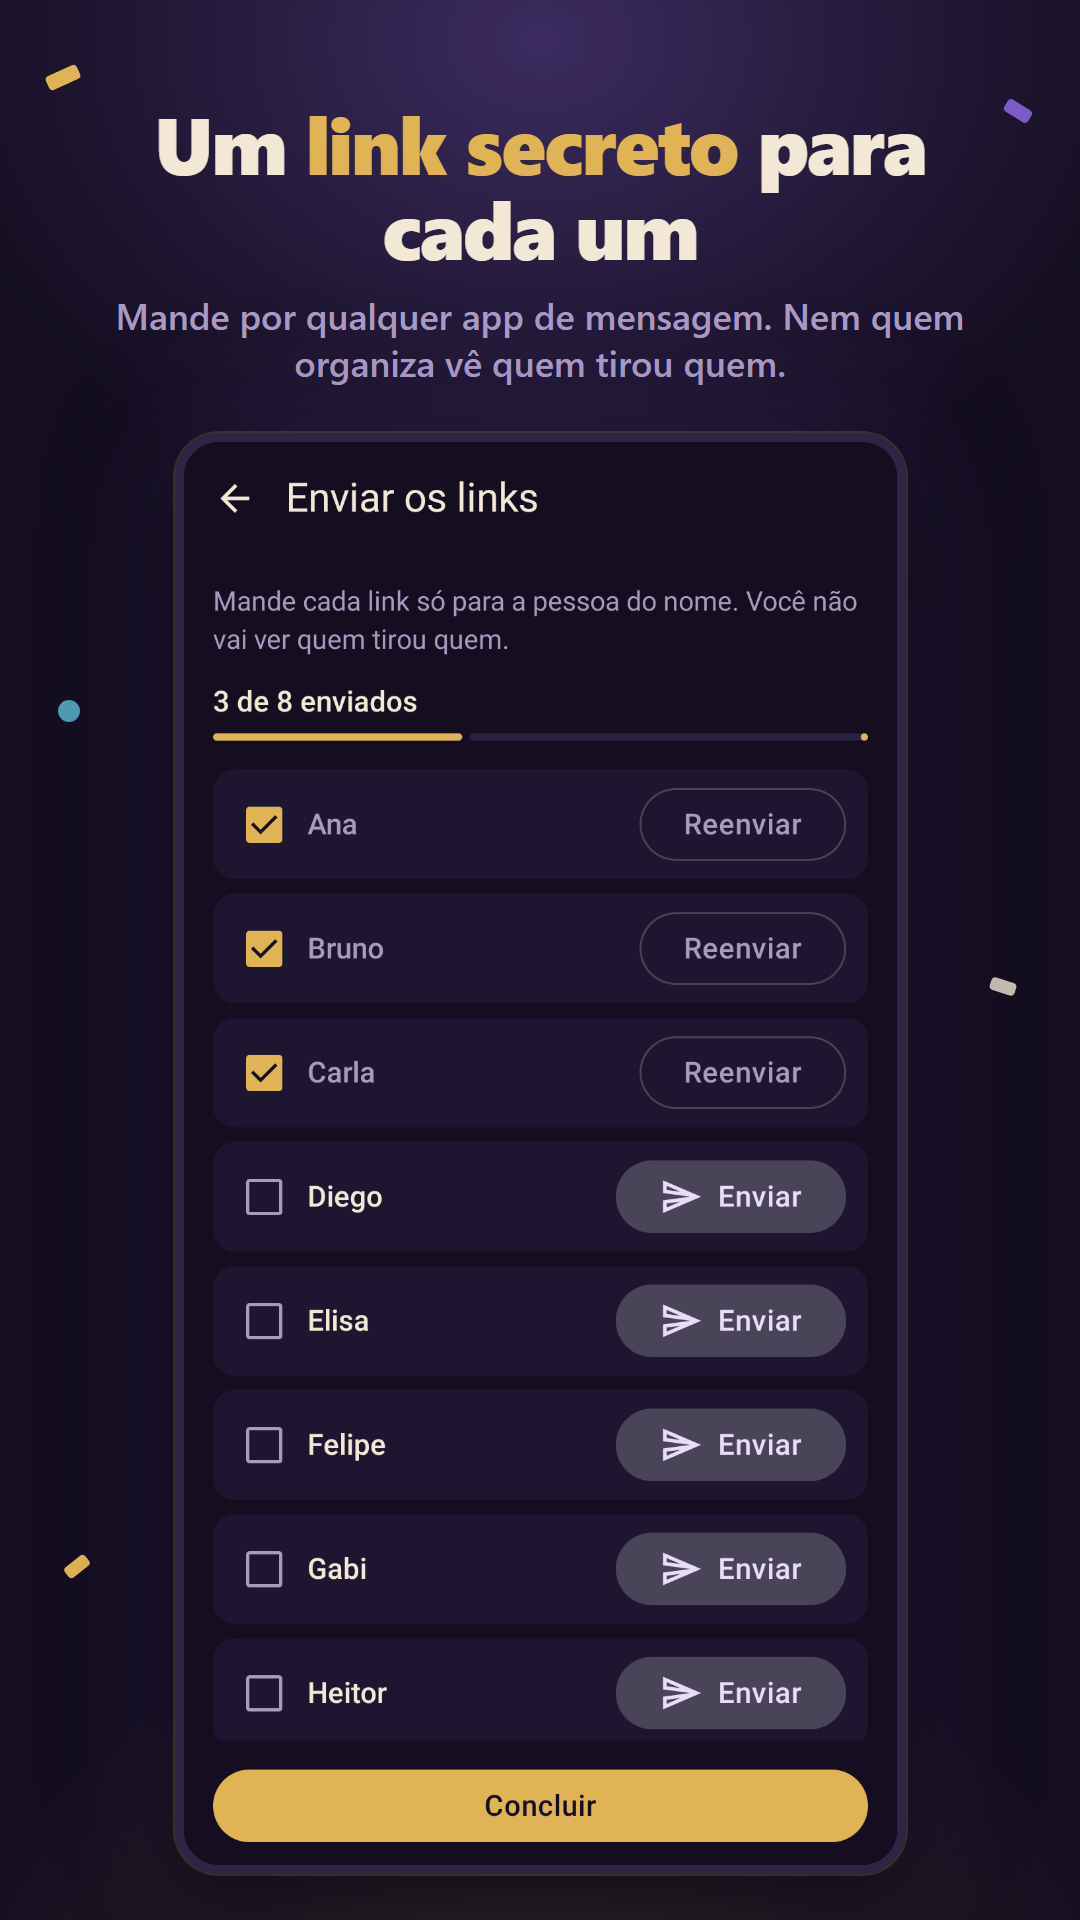 Um link secreto para
cada um
Mande por qualquer app de mensagem. Nem quem
organiza vê quem tirou quem.
Enviar os links
Mande cada link só para a pessoa do nome. Você não
vai ver quem tirou quem.
3 de 8 enviados
Ana Reenviar
Bruno Reenviar
Carla Reenviar
Diego Enviar
Elisa Enviar
Felipe Enviar
Gabi Enviar
Heitor Enviar
Concluir